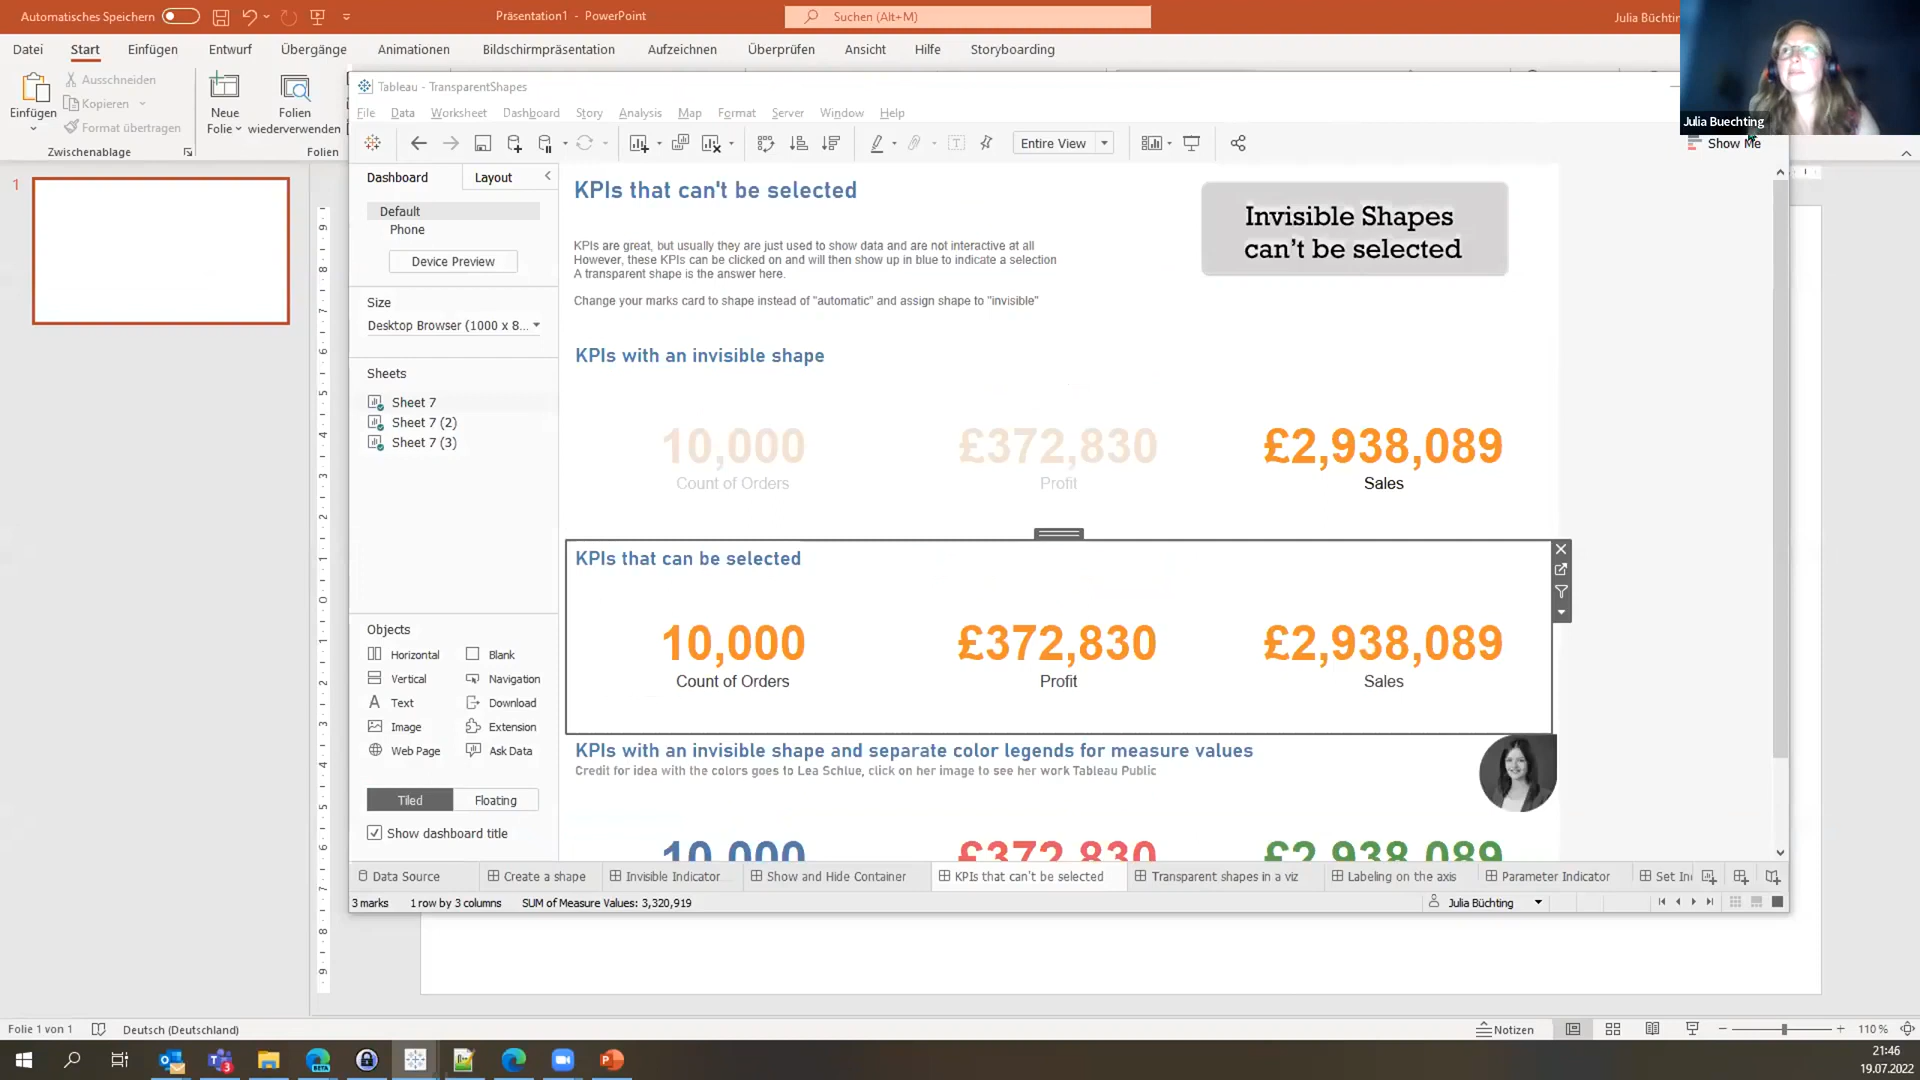 Automatisches Speichern
Präsentation1 - PowerPoint
Suchen (Alt+M)
Julia Büchtin
Datei Start Einfügen Entwurf Übergänge Animationen Bildschirmpräsentation Aufzeichnen Überprüfen Ansicht Hilfe Storyboarding
Einfügen
Ausschneiden
Kopieren
Format übertragen
Zwischenablage
Neue
Folie
Folien
wiederverwenden
Folien
Julia Buechting
Tableau - TransparentShapes
File Data Worksheet Dashboard Story Analysis Map Format Server Window Help
Entire View
Show Me
1
Dashboard Layout
Default
Phone
Device Preview
Size
Desktop Browser (1000 x 8...
Sheets
Sheet 7
Sheet 7 (2)
Sheet 7 (3)
Objects
Horizontal Blank
Vertical Navigation
Text Download
Image Extension
Web Page Ask Data
Tiled Floating
Show dashboard title
KPIs that can't be selected
Invisible Shapes
can't be selected
KPIs are great, but usually they are just used to show data and are not interactive at all
However, these KPIs can be clicked on and will then show up in blue to indicate a selection
A transparent shape is the answer here.
Change your marks card to shape instead of "automatic" and assign shape to "invisible"
KPIs with an invisible shape
10,000 £372,830 £2,938,089
Count of Orders Profit Sales
KPIs that can be selected
10,000 £372,830 £2,938,089
Count of Orders Profit Sales
KPIs with an invisible shape and separate color legends for measure values
Credit for idea with the colors goes to Lea Schlue, click on her image to see her work Tableau Public
10,000 £372,830 £2,938,089
Data Source Create a shape Invisible Indicator Show and Hide Container KPIs that can't be selected Transparent shapes in a viz Labeling on the axis Parameter Indicator Set In
3 marks 1 row by 3 columns SUM of Measure Values: 3,320,919
Julia Büchting
Folie 1 von 1 Deutsch (Deutschland)
Notizen
110 %
21:46
19.07.2022